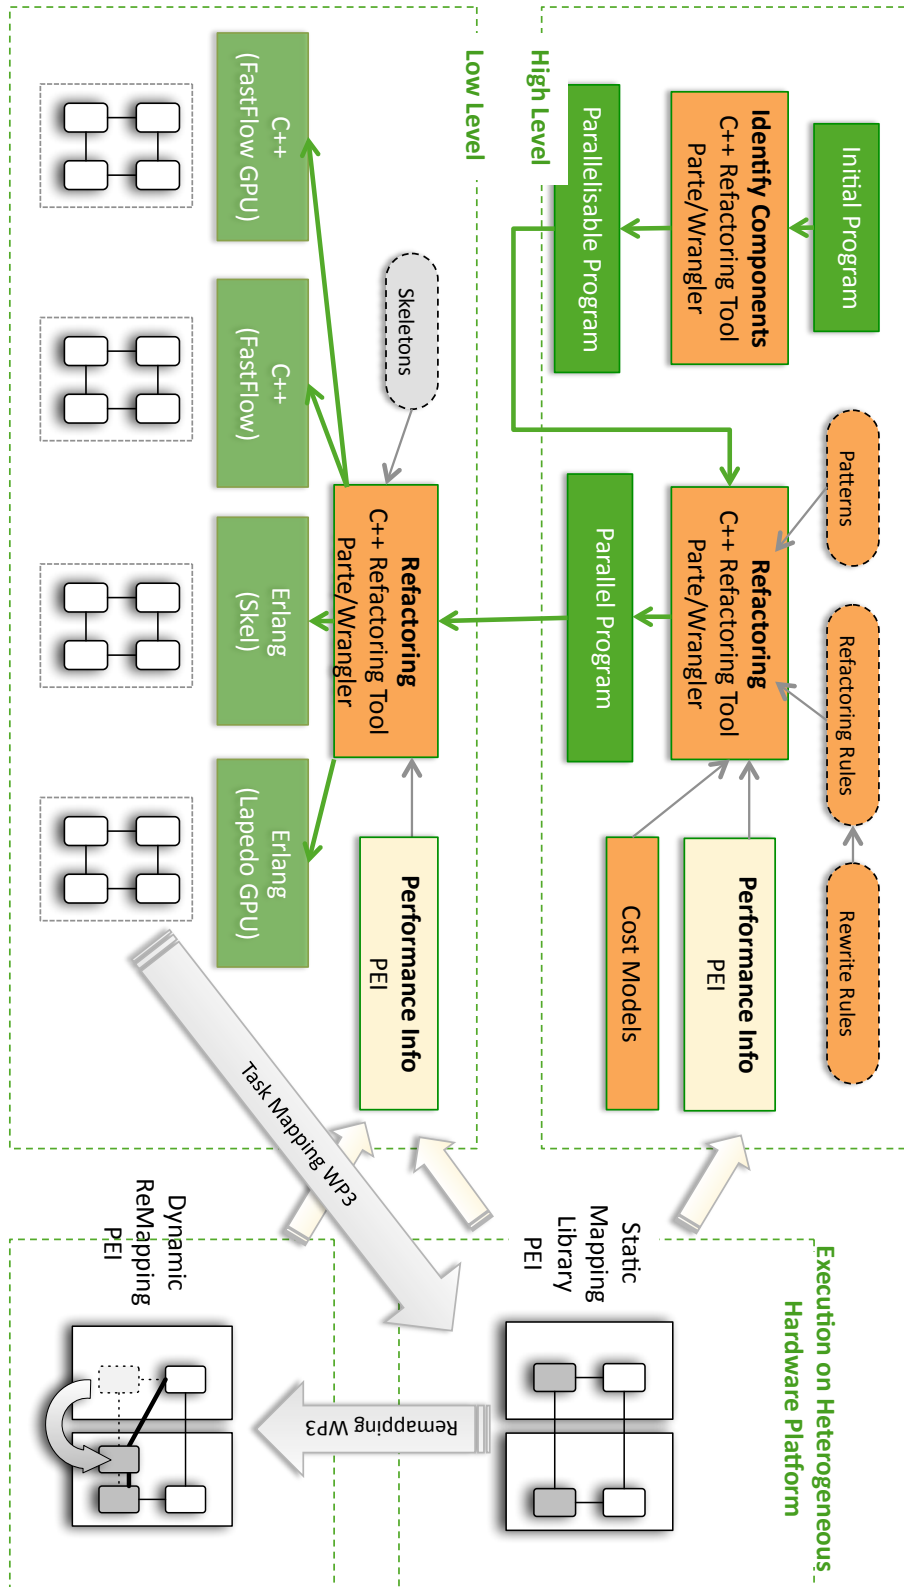 High Level
Initial Program
Identify Components
C++ Refactoring Tool
Parte/Wrangler
Parallelisable Program
Patterns
Refactoring Rules
Rewrite Rules
Refactoring
C++ Refactoring Tool
Parte/Wrangler
Performance Info
PEI
Cost Models
Parallel Program
Low Level
Skeletons
Refactoring
C++ Refactoring Tool
Parte/Wrangler
Performance Info
PEI
C++
(FastFlow GPU)
C++
(FastFlow)
Erlang
(Skel)
Erlang
(Lapedo GPU)
Task Mapping WP3
Execution on Heterogeneous
Hardware Platform
Static
Mapping
Library
PEI
Remapping WP3
Dynamic
ReMapping
PEI